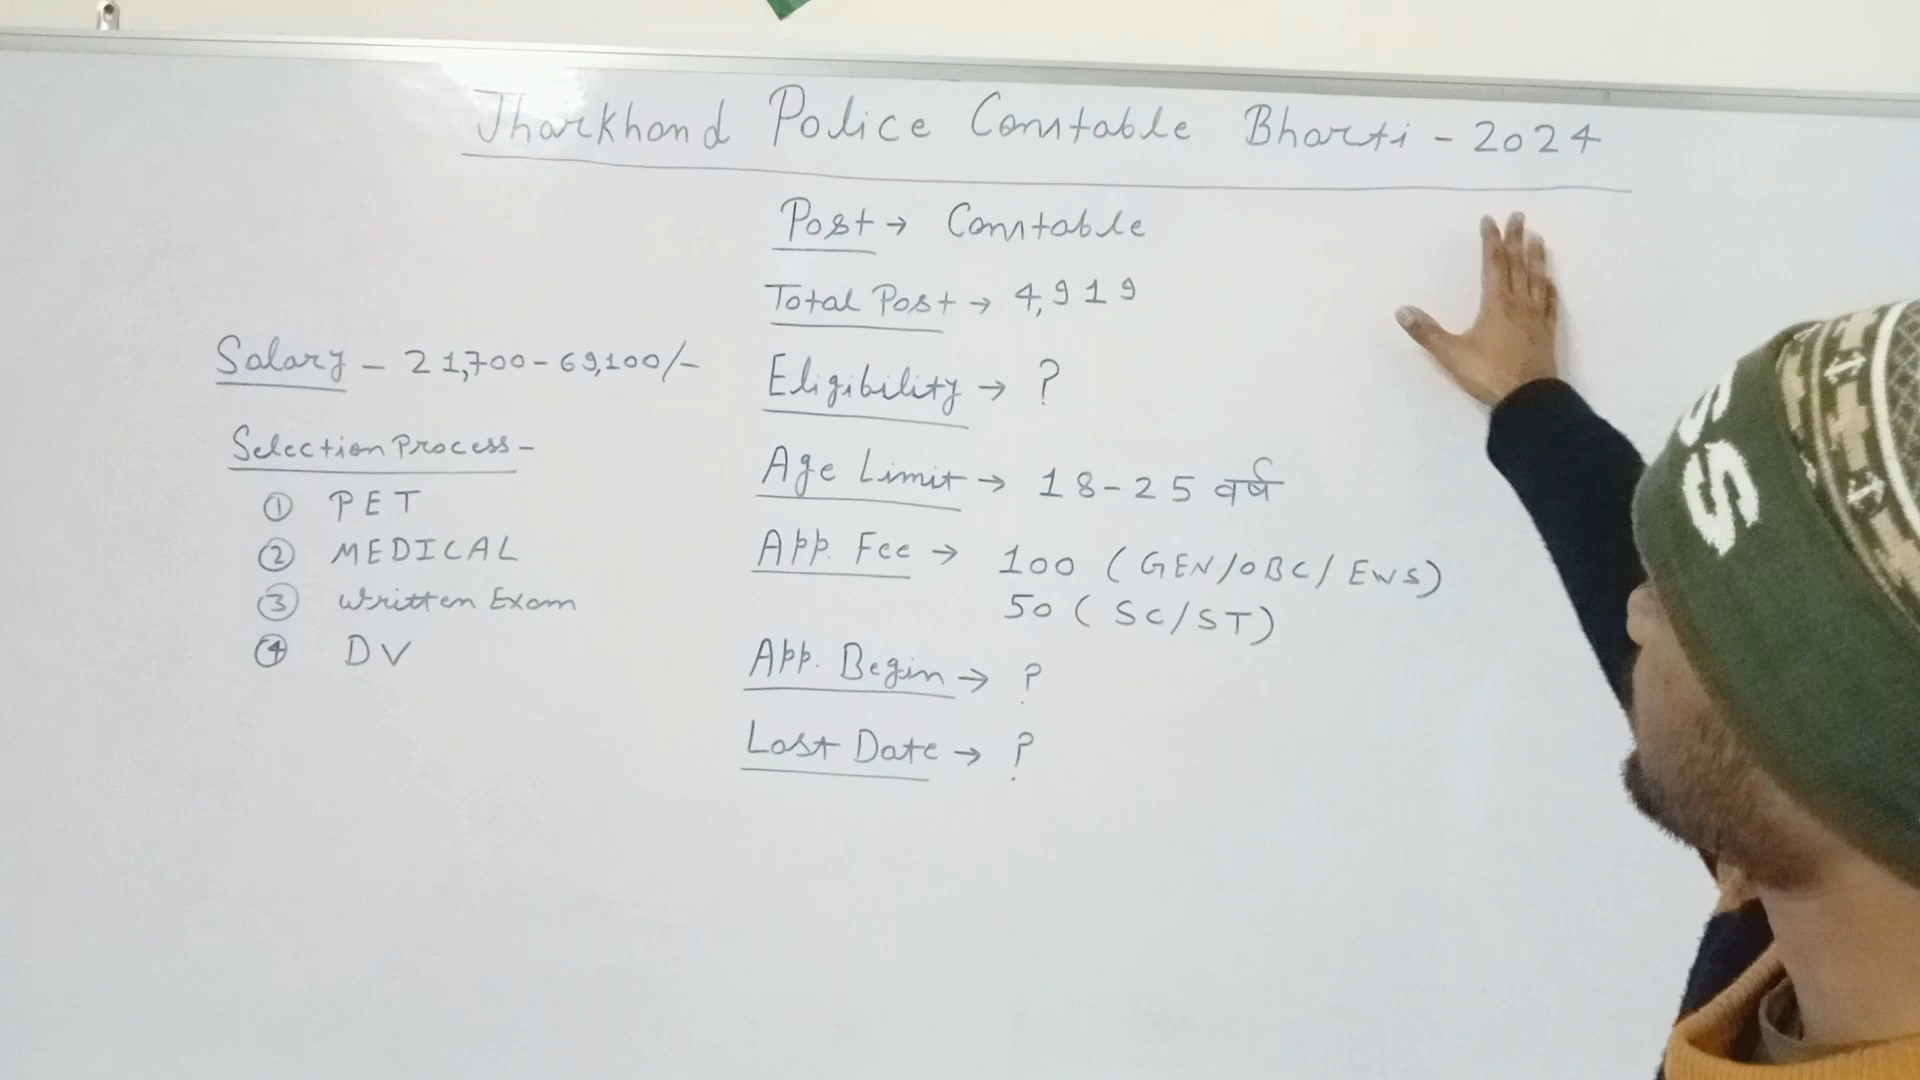 Jharkhand Police Constable Bharti - 2024
Post → Constable
Total Post → 4,919
Eligibility → ?
Age Limit → 18-25 वर्ष
App. Fee → 100 (GEN/OBC/EWS)
50 (SC/ST)
App. Begin → ?
Last Date → ?
Salary - 21,700-69,100/-
Selection Process -
① PET
② MEDICAL
③ Written Exam
④ DV